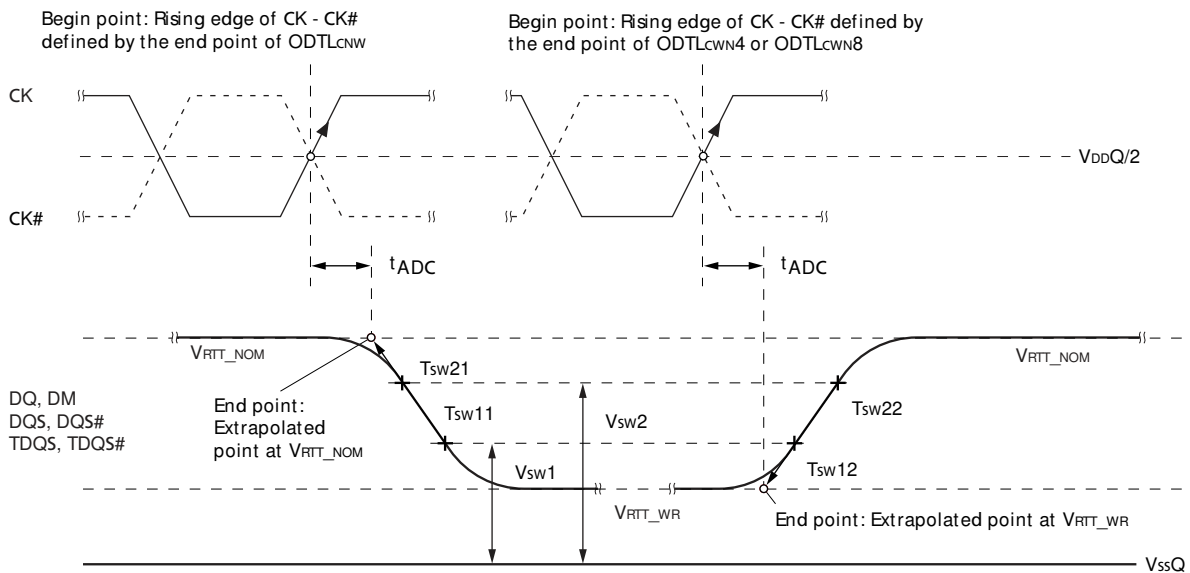 Begin point: Rising edge of CK - CK#
defined by the end point of ODTLCNW
Begin point: Rising edge of CK - CK# defined by
the end point of ODTLCWN4 or ODTLCWN8
CK
VDDQ/2
CK#
tADC
tADC
VRTT_NOM
VRTT_NOM
TSW21
End point:
Extrapolated
point at VRTT_NOM
DQ, DM
DQS, DQS#
TDQS, TDQS#
TSW11
VSW2
TSW22
VSW1
TSW12
VRTT_WR
End point: Extrapolated point at VRTT_WR
VSSQ